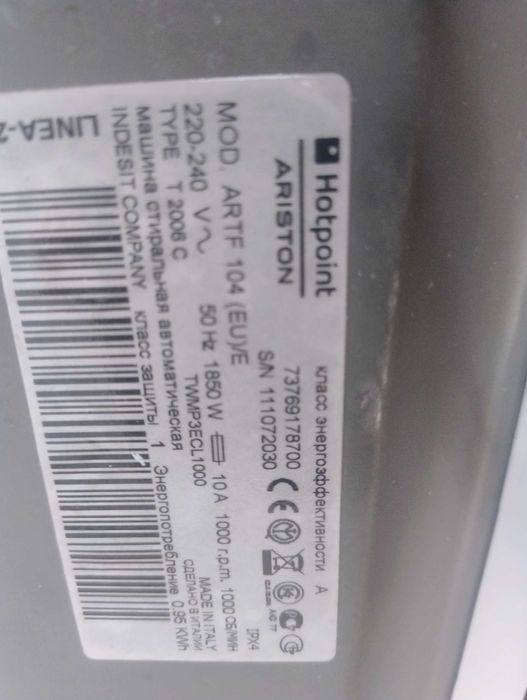 Hotpoint
ARISTON
класс энергоэффективности A
73769178700
S/N 111072030
IPX4
MOD. ARTF 104 (EU)/E
220-240 V~ 50 Hz 1850 W 10 A 1000 r.p.m. 1000 об/мин
TYPE T 2006 C TWMP3ECL1000
MADE IN ITALY
СДЕЛАНО В ИТАЛИИ
машина стиральная автоматическая
INDESIT COMPANY класс защиты 1 Энергопотребление 0.95 KWh
LINEA-2